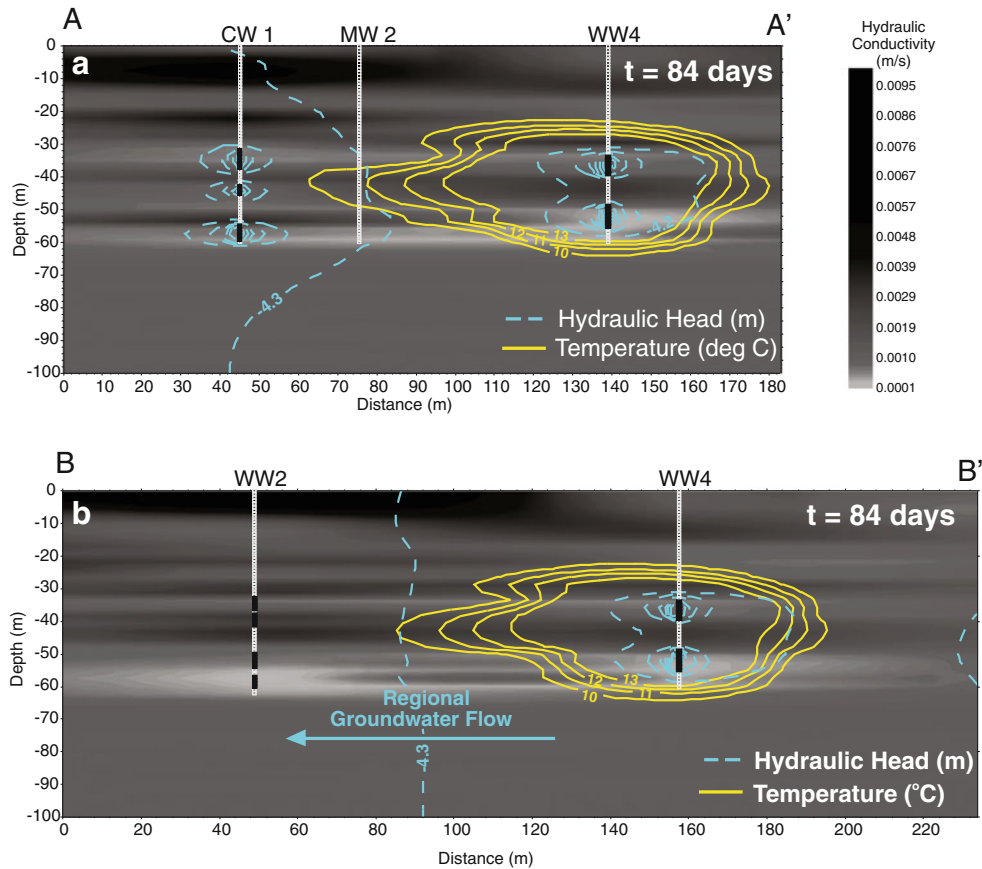 A
A'
CW 1
MW 2
WW4
a
t = 84 days
Depth (m)
0
-10
-20
-30
-40
-50
-60
-70
-80
-90
-100
12
11
13
10
-4.2
-4.3
Hydraulic Head (m)
Temperature (deg C)
0 10 20 30 40 50 60 70 80 90 100 110 120 130 140 150 160 170 180
Distance (m)
Hydraulic
Conductivity
(m/s)
0.0095
0.0086
0.0076
0.0067
0.0057
0.0048
0.0039
0.0029
0.0019
0.0010
0.0001
B
B'
WW2
WW4
b
t = 84 days
Depth (m)
0
-10
-20
-30
-40
-50
-60
-70
-80
-90
-100
12
13
10
11
Regional
Groundwater Flow
-4.3
Hydraulic Head (m)
Temperature (°C)
0 20 40 60 80 100 120 140 160 180 200 220
Distance (m)